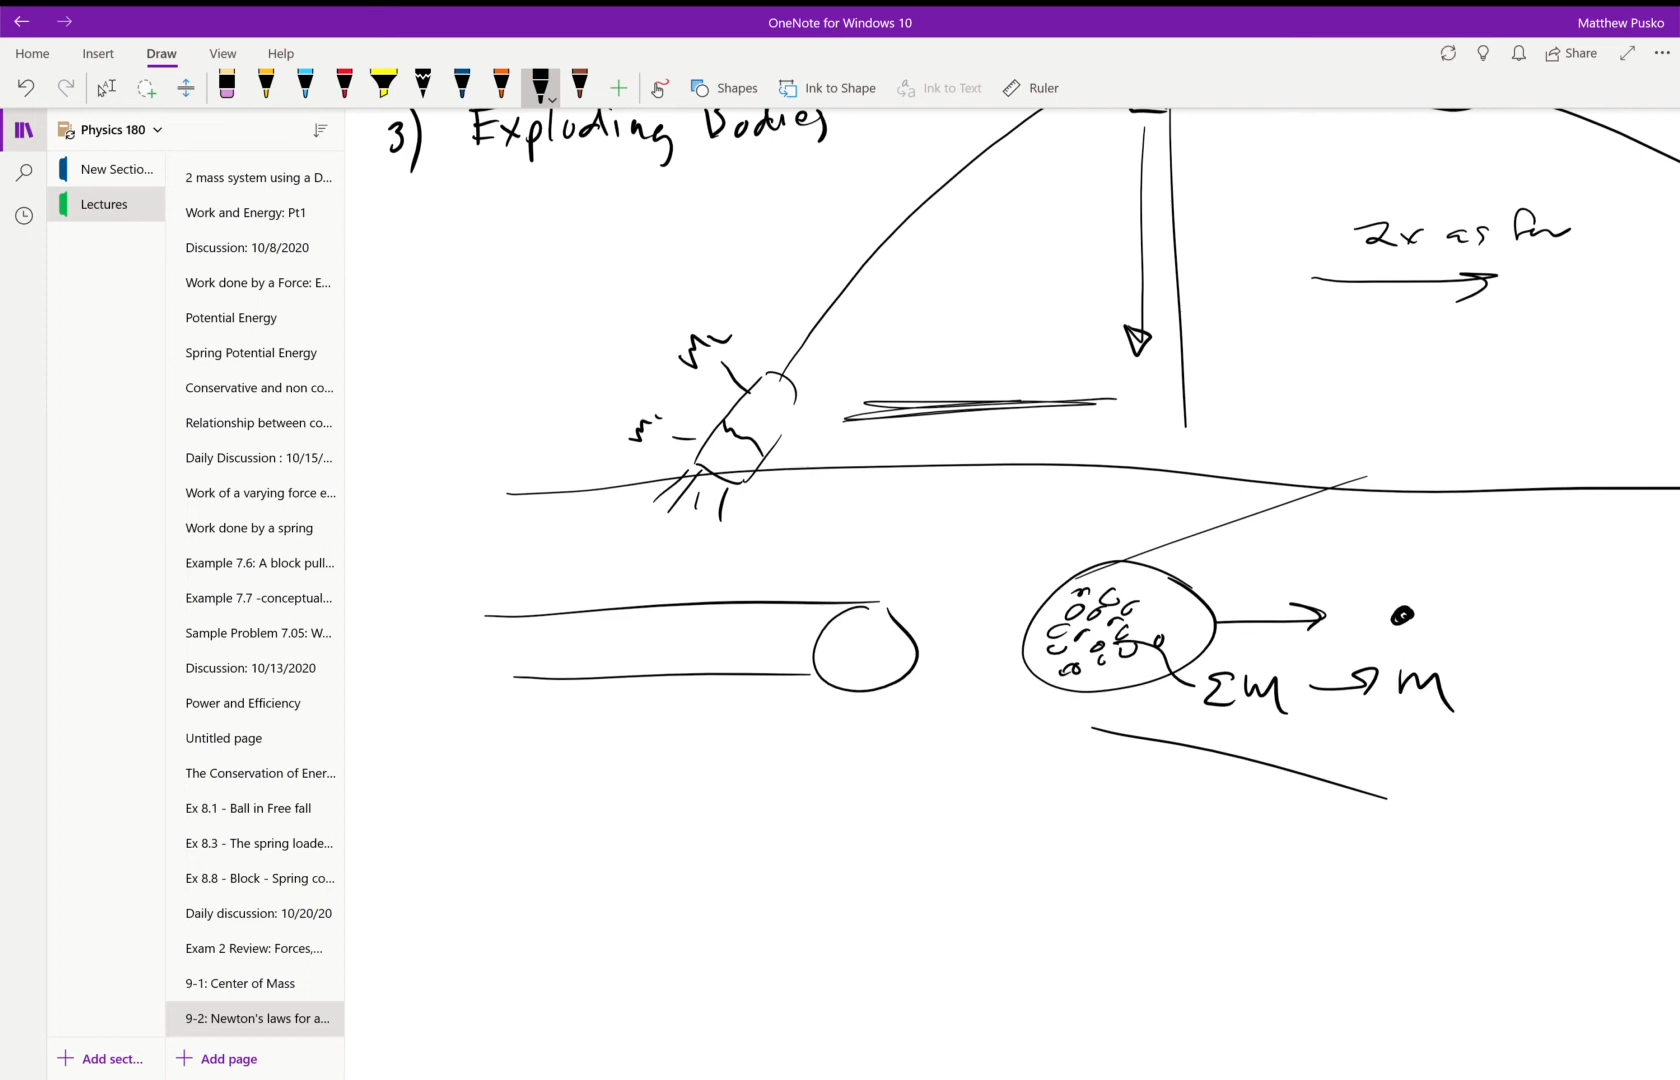 OneNote for Windows 10
Matthew Pusko
Home Insert Draw View Help
Share
Shapes Ink to Shape Ink to Text Ruler
Physics 180
New Sectio...
Lectures
2 mass system using a D...
Work and Energy: Pt1
Discussion: 10/8/2020
Work done by a Force: E...
Potential Energy
Spring Potential Energy
Conservative and non co...
Relationship between co...
Daily Discussion : 10/15/...
Work of a varying force e...
Work done by a spring
Example 7.6: A block pull...
Example 7.7 -conceptual...
Sample Problem 7.05: W...
Discussion: 10/13/2020
Power and Efficiency
Untitled page
The Conservation of Ener...
Ex 8.1 - Ball in Free fall
Ex 8.3 - The spring loade...
Ex 8.8 - Block - Spring co...
Daily discussion: 10/20/20
Exam 2 Review: Forces,...
9-1: Center of Mass
9-2: Newton's laws for a...
Add sect...
Add page
3) Exploding Bodies
2x as far
m2
m1
ΣM → M